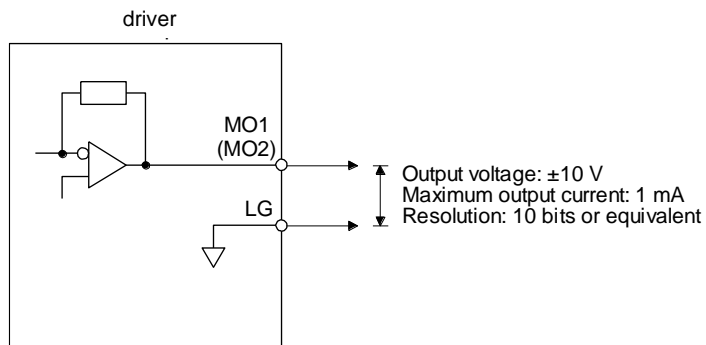 driver
MO1
(MO2)
LG
Output voltage: ±10 V
Maximum output current: 1 mA
Resolution: 10 bits or equivalent